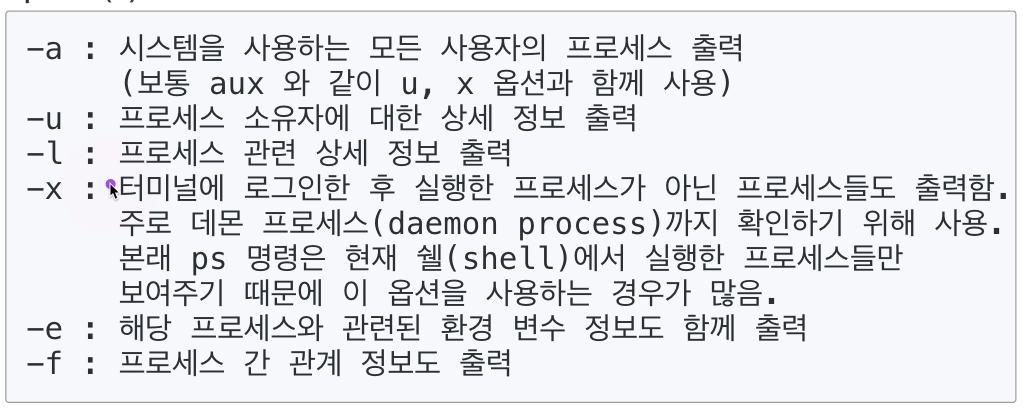 -a : 시스템을 사용하는 모든 사용자의 프로세스 출력
(보통 aux 와 같이 u, x 옵션과 함께 사용)
-u : 프로세스 소유자에 대한 상세 정보 출력
-l : 프로세스 관련 상세 정보 출력
-x : 터미널에 로그인한 후 실행한 프로세스가 아닌 프로세스들도 출력함.
주로 데몬 프로세스(daemon process)까지 확인하기 위해 사용.
본래 ps 명령은 현재 쉘(shell)에서 실행한 프로세스들만
보여주기 때문에 이 옵션을 사용하는 경우가 많음.
-e : 해당 프로세스와 관련된 환경 변수 정보도 함께 출력
-f : 프로세스 간 관계 정보도 출력